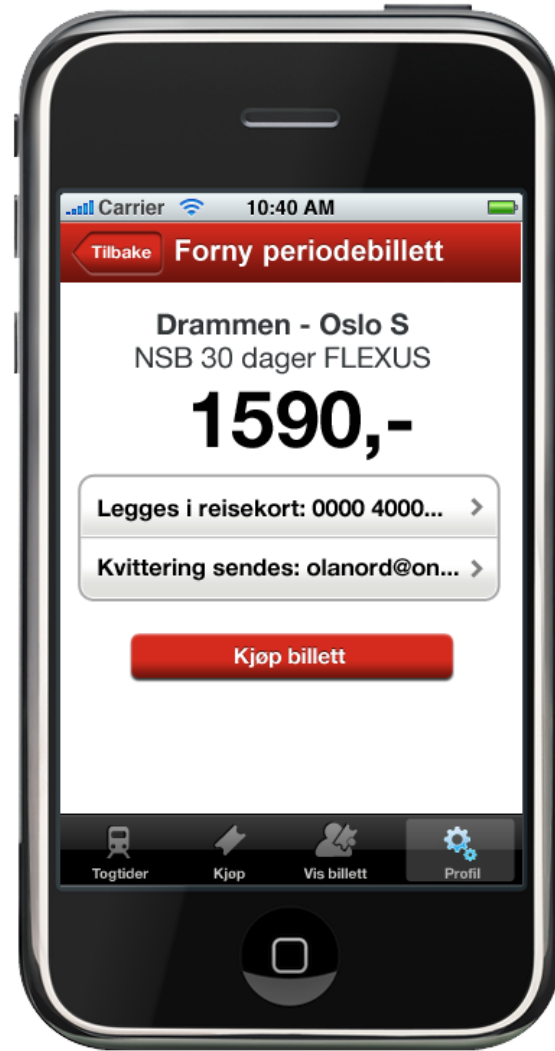 Carrier 10:40 AM
Tilbake Forny periodebillett
Drammen - Oslo S
NSB 30 dager FLEXUS
1590,-
Legges i reisekort: 0000 4000...
Kvittering sendes: olanord@on...
Kjøp billett
Togtider Kjøp Vis billett Profil